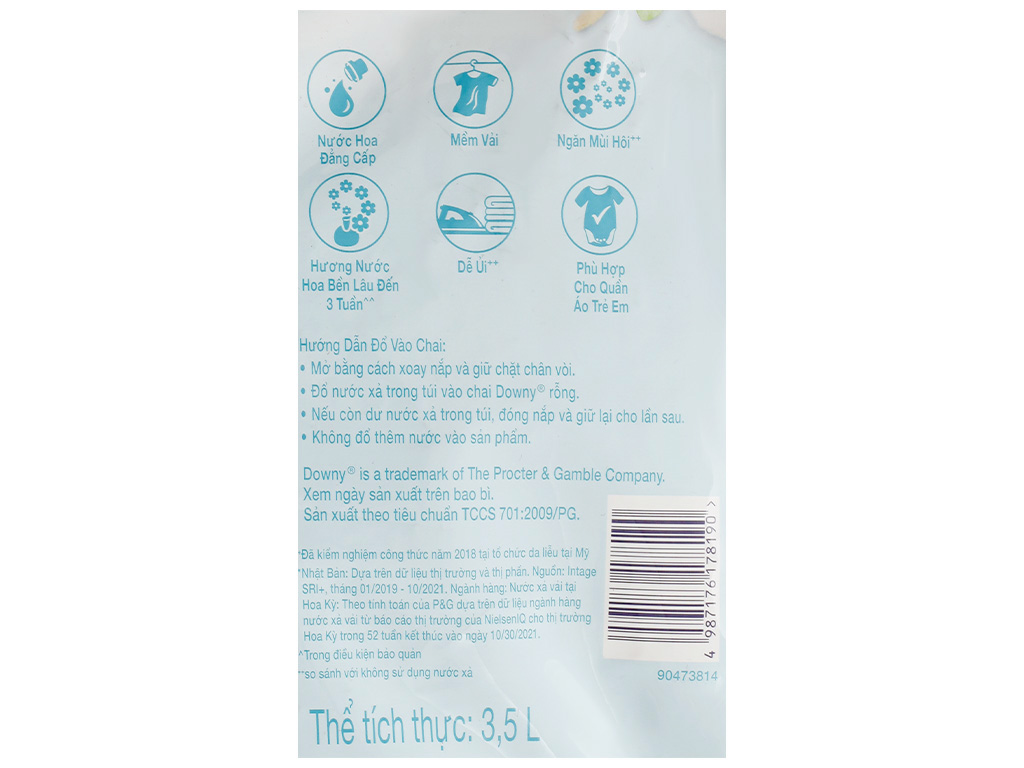 Nước Hoa
Đẳng Cấp
Mềm Vải
Ngăn Mùi Hôi++
Hương Nước
Hoa Bền Lâu Đến
3 Tuần^^
Dễ Ủi++
Phù Hợp
Cho Quần
Áo Trẻ Em
Hướng Dẫn Đổ Vào Chai:
• Mở bằng cách xoay nắp và giữ chặt chân vòi.
• Đổ nước xả trong túi vào chai Downy® rỗng.
• Nếu còn dư nước xả trong túi, đóng nắp và giữ lại cho lần sau.
• Không đổ thêm nước vào sản phẩm.
Downy® is a trademark of The Procter & Gamble Company.
Xem ngày sản xuất trên bao bì.
Sản xuất theo tiêu chuẩn TCCS 701:2009/PG.
*Đã kiểm nghiệm công thức năm 2018 tại tổ chức da liễu tại Mỹ
*Nhật Bản: Dựa trên dữ liệu thị trường và thị phần. Nguồn: Intage
SRI+, tháng 01/2019 - 10/2021. Ngành hàng: Nước xả vải tại
Hoa Kỳ: Theo tính toán của P&G dựa trên dữ liệu ngành hàng
nước xả vải từ báo cáo thị trường của NielsenIQ cho thị trường
Hoa Kỳ trong 52 tuần kết thúc vào ngày 10/30/2021.
^Trong điều kiện bảo quản
++so sánh với không sử dụng nước xả
4 987176 178190 >
90473814
Thể tích thực: 3,5 L